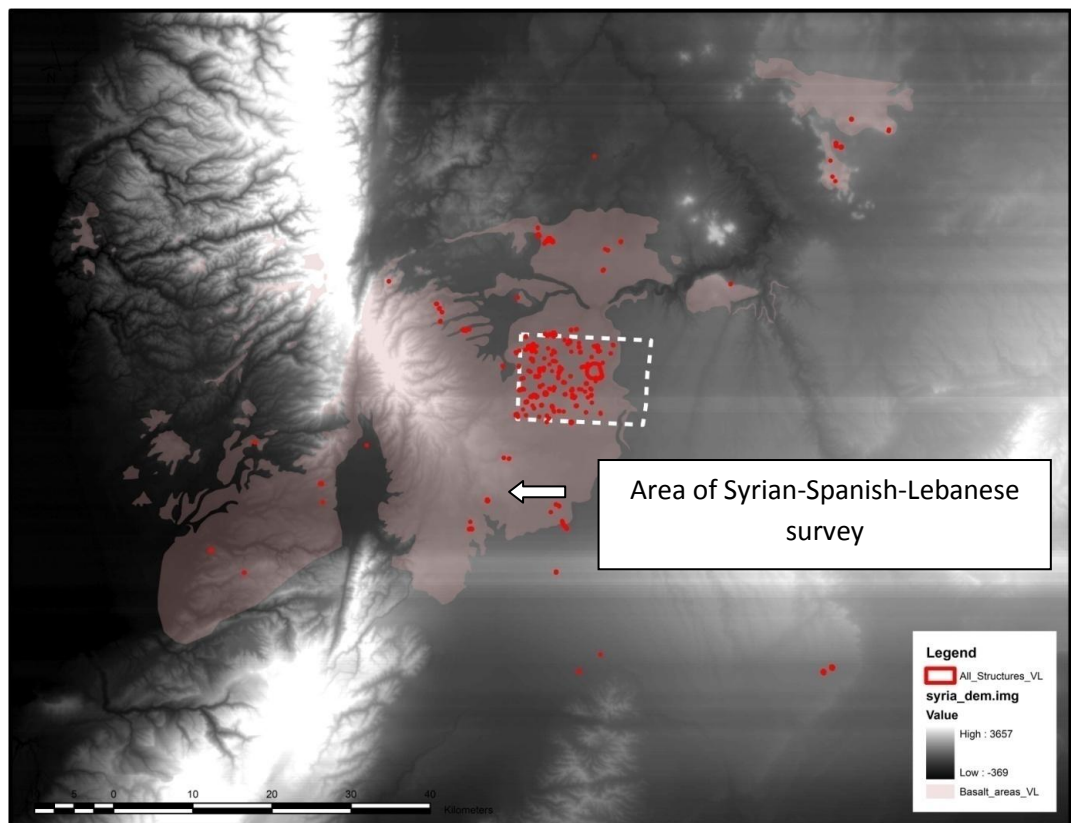 Area of Syrian-Spanish-Lebanese
survey
Legend
All_Structures_VL
syria_dem.img
Value
High : 3657
Low : -369
Basalt_areas_VL
5 0 10 20 30 40
Kilometers